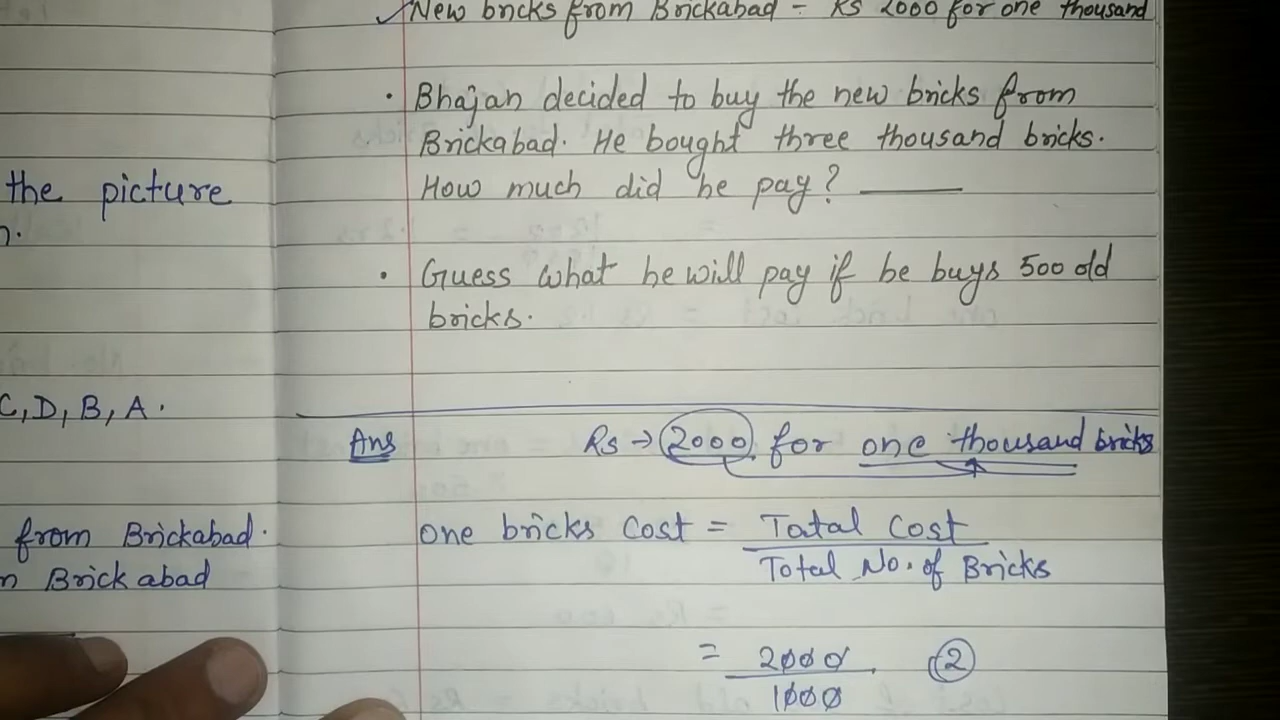 New bricks from Brickabad - Rs 2000 for one thousand
• Bhajan decided to buy the new bricks from
Brickabad. He bought three thousand bricks.
How much did he pay? ______
• Guess what he will pay if he buys 500 old
bricks.
Ans Rs → 2000 for one thousand bricks
one bricks Cost = Tatal Cost
Total No. of Bricks
= 2000 2
1000
the picture
C, D, B, A.
from Brickabad.
Brickabad